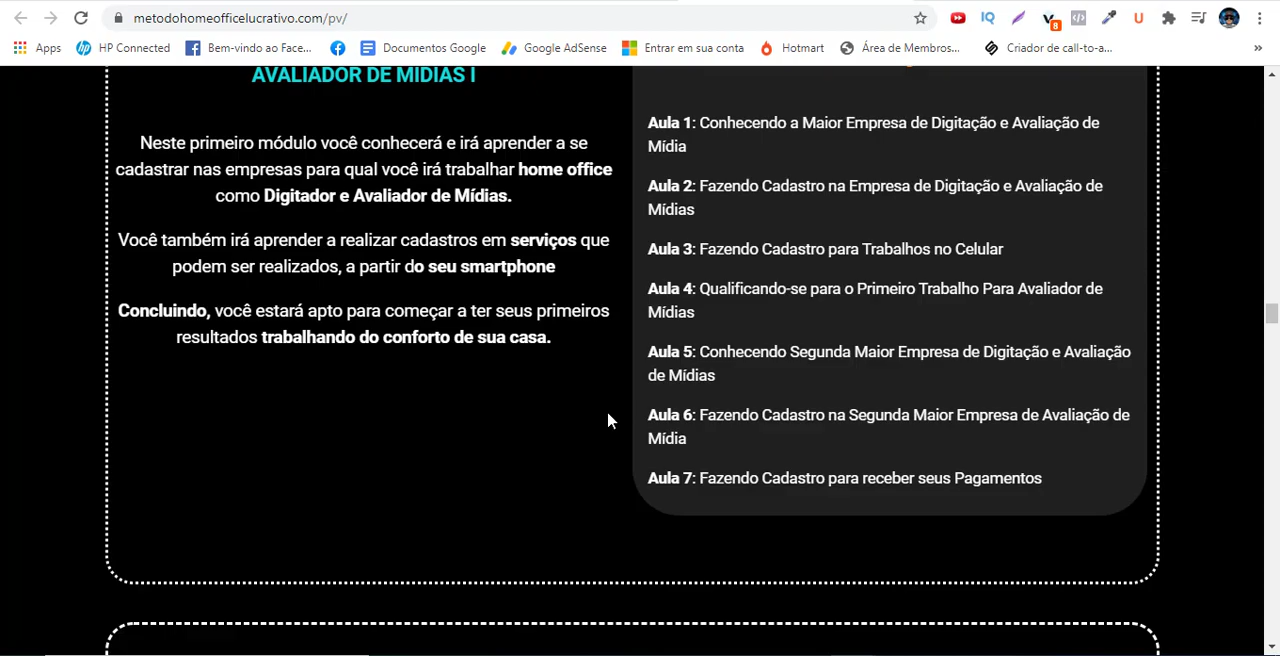 metodohomeofficelucrativo.com/pv/
IQ
8
U
Apps
HP Connected
Bem-vindo ao Face...
Documentos Google
Google AdSense
Entrar em sua conta
Hotmart
Área de Membros...
Criador de call-to-a...
»
AVALIADOR DE MÍDIAS I
Neste primeiro módulo você conhecerá e irá aprender a se
cadastrar nas empresas para qual você irá trabalhar home office
como Digitador e Avaliador de Mídias.
Você também irá aprender a realizar cadastros em serviços que
podem ser realizados, a partir do seu smartphone
Concluindo, você estará apto para começar a ter seus primeiros
resultados trabalhando do conforto de sua casa.
Aula 1: Conhecendo a Maior Empresa de Digitação e Avaliação de
Mídia
Aula 2: Fazendo Cadastro na Empresa de Digitação e Avaliação de
Mídias
Aula 3: Fazendo Cadastro para Trabalhos no Celular
Aula 4: Qualificando-se para o Primeiro Trabalho Para Avaliador de
Mídias
Aula 5: Conhecendo Segunda Maior Empresa de Digitação e Avaliação
de Mídias
Aula 6: Fazendo Cadastro na Segunda Maior Empresa de Avaliação de
Mídia
Aula 7: Fazendo Cadastro para receber seus Pagamentos